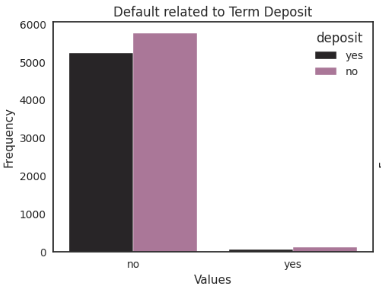 Default related to Term Deposit
deposit
yes
no
6000
5000
4000
3000
2000
1000
0
Frequency
no
yes
Values